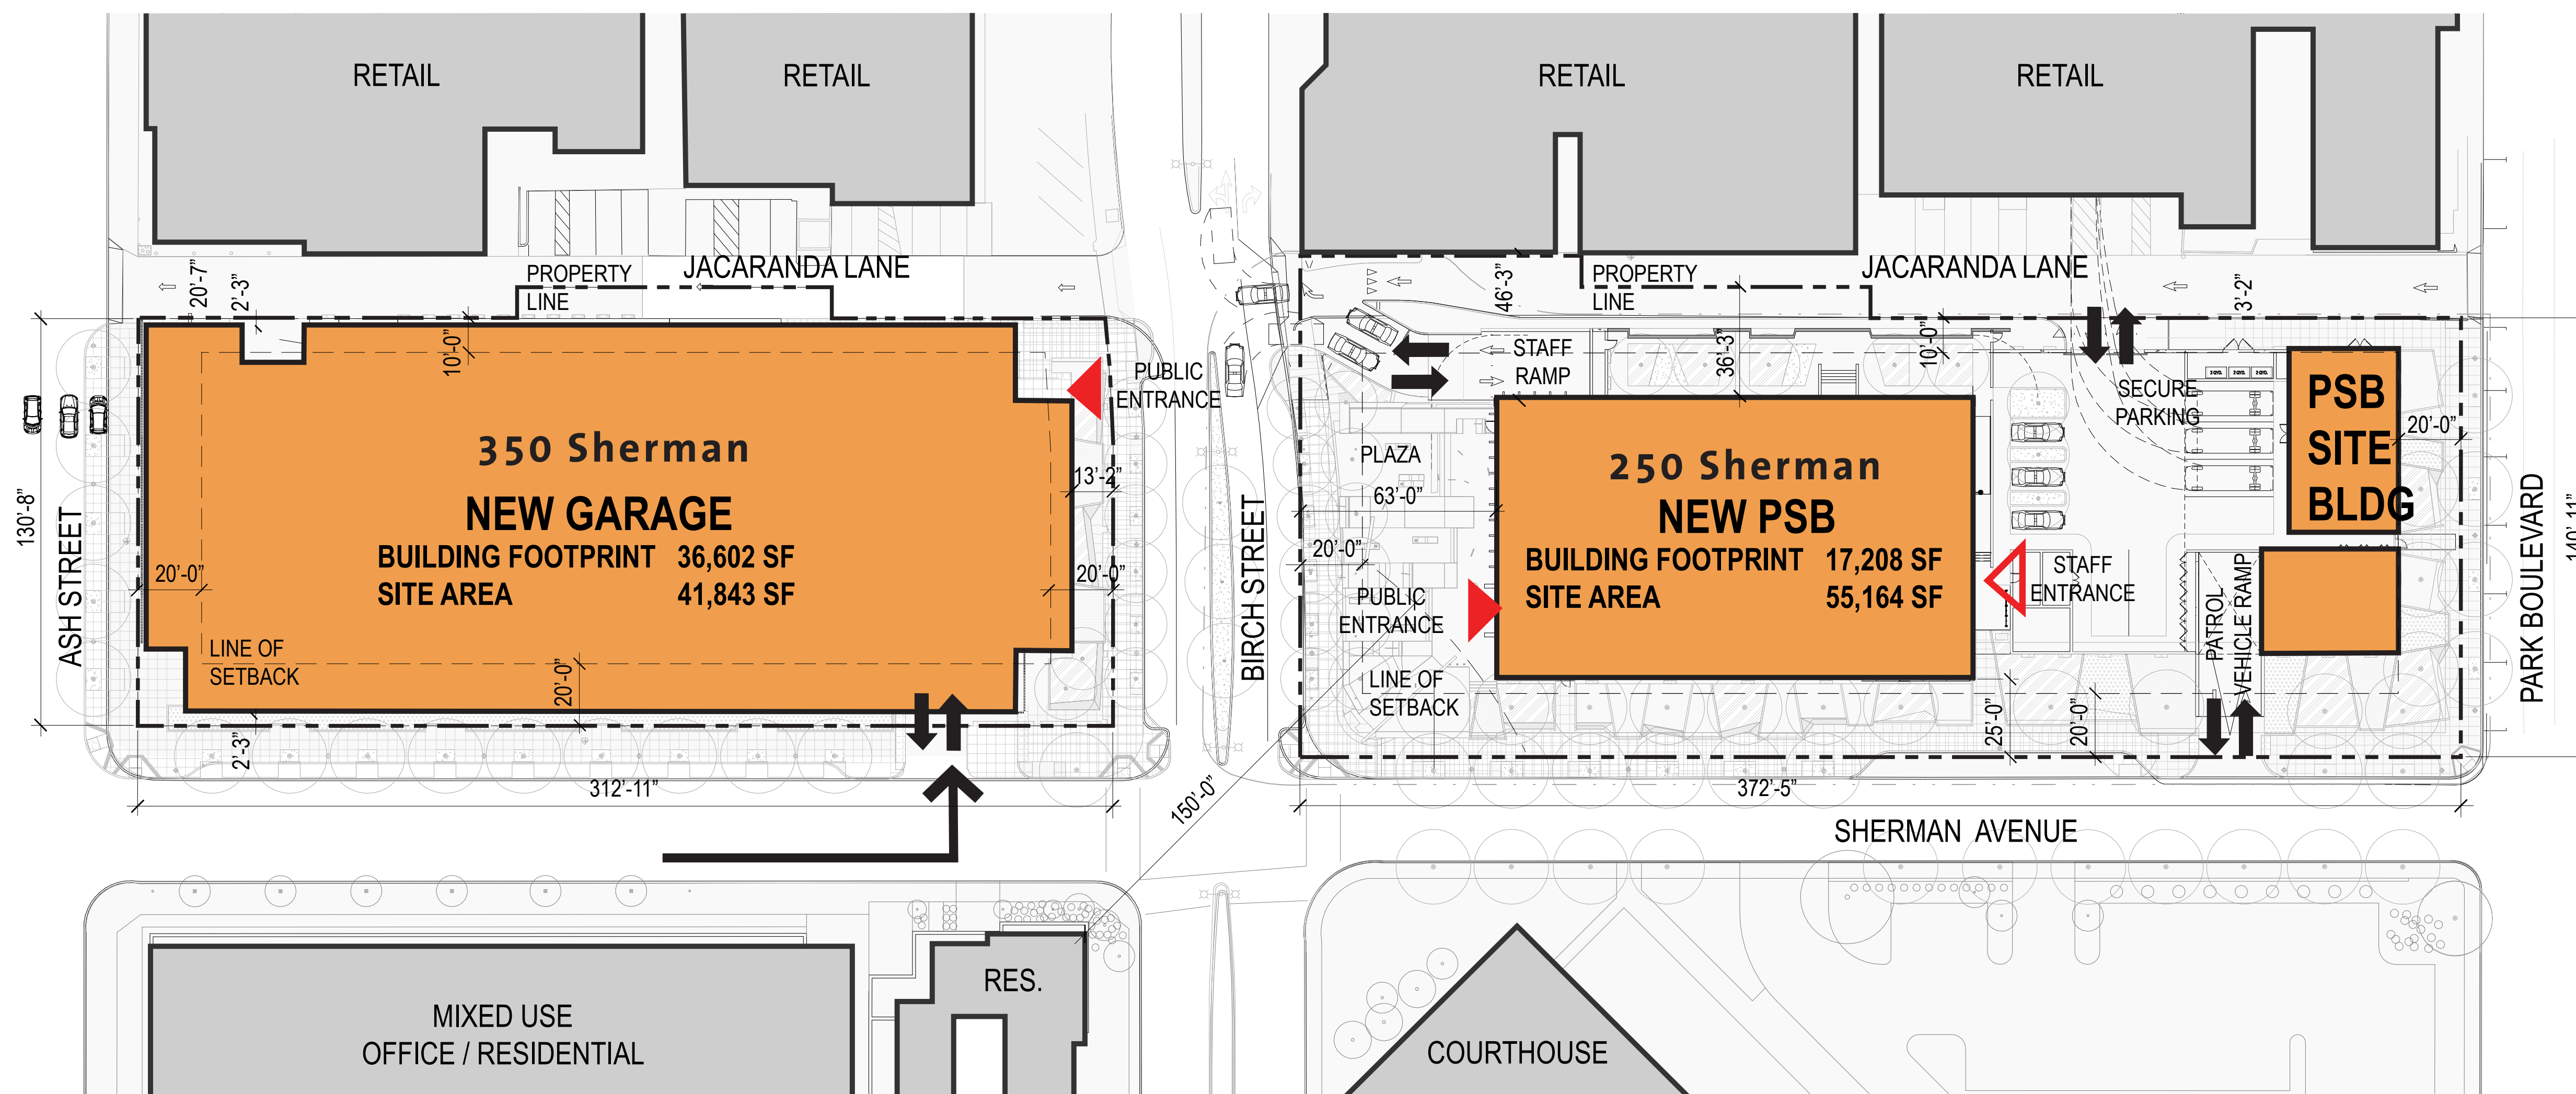 RETAIL
RETAIL
RETAIL
RETAIL
PROPERTY
LINE
JACARANDA LANE
PROPERTY
LINE
JACARANDA LANE
20'-7"
2'-3"
10'-0"
46'-3"
36'-3"
10'-0"
3'-2"
STAFF
RAMP
PUBLIC
ENTRANCE
SECURE
PARKING
PSB
SITE
BLDG
20'-0"
350 Sherman
NEW GARAGE
BUILDING FOOTPRINT 36,602 SF
SITE AREA 41,843 SF
13'-2"
20'-0"
20'-0"
130'-8"
ASH STREET
LINE OF
SETBACK
20'-0"
2'-3"
312'-11"
BIRCH STREET
PLAZA
63'-0"
20'-0"
PUBLIC
ENTRANCE
LINE OF
SETBACK
250 Sherman
NEW PSB
BUILDING FOOTPRINT 17,208 SF
SITE AREA 55,164 SF
STAFF
ENTRANCE
PATROL
VEHICLE RAMP
25'-0"
20'-0"
PARK BOULEVARD
140'-11"
150'-0"
372'-5"
SHERMAN AVENUE
MIXED USE
OFFICE / RESIDENTIAL
RES.
COURTHOUSE